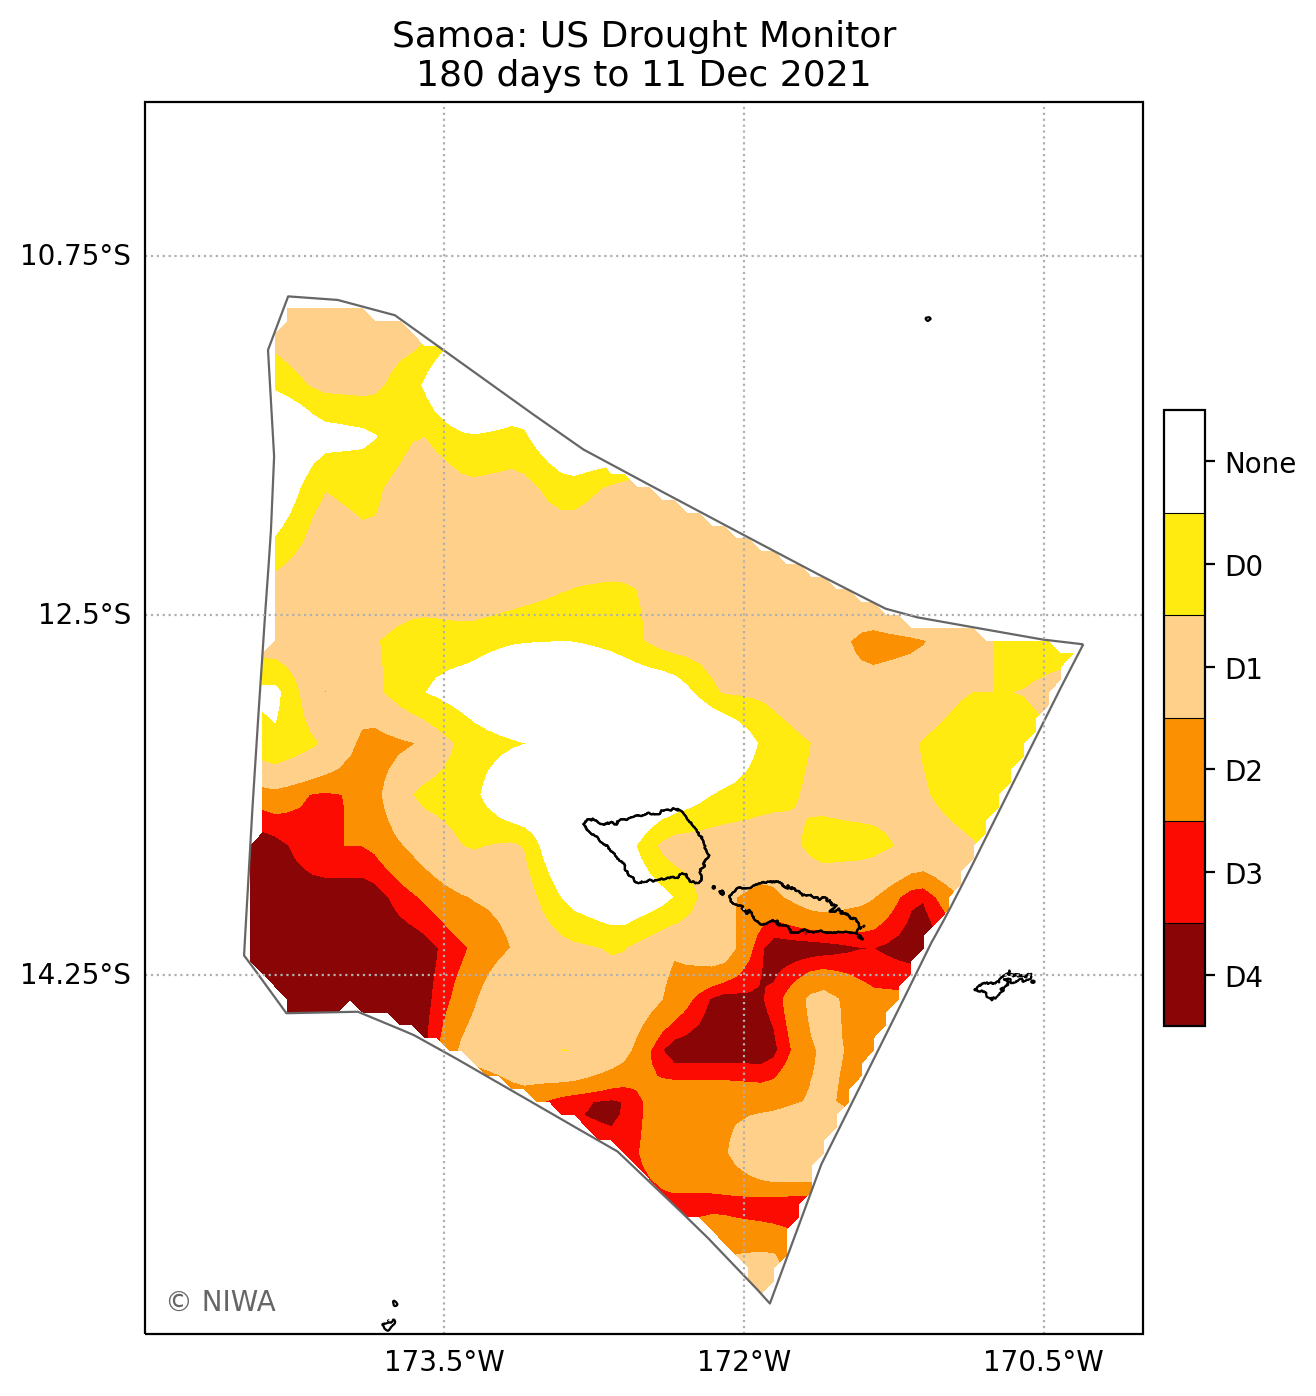 Samoa: US Drought Monitor
180 days to 11 Dec 2021
10.75°S
12.5°S
14.25°S
173.5°W
172°W
170.5°W
None
D0
D1
D2
D3
D4
© NIWA